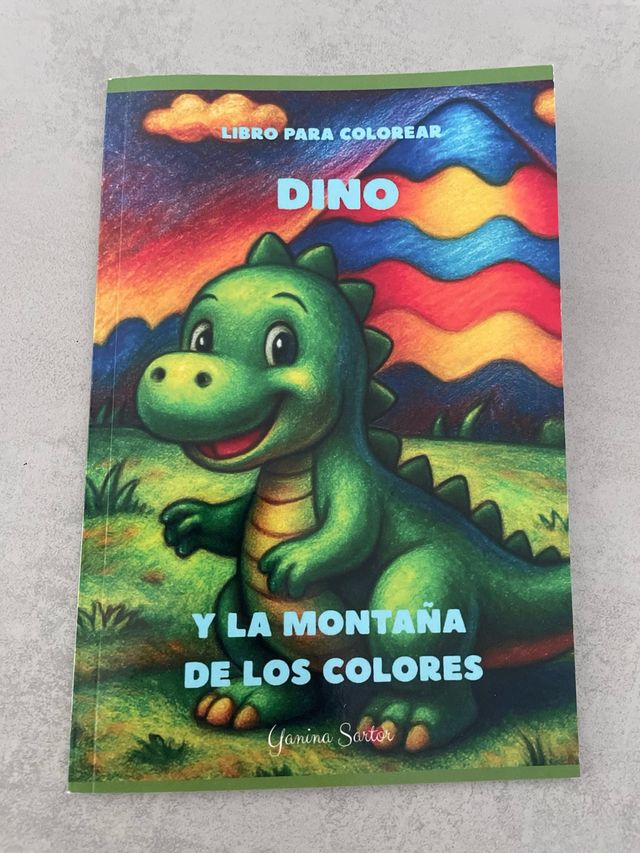 LIBRO PARA COLOREAR
DINO
Y LA MONTAÑA
DE LOS COLORES
Yanina Sartor